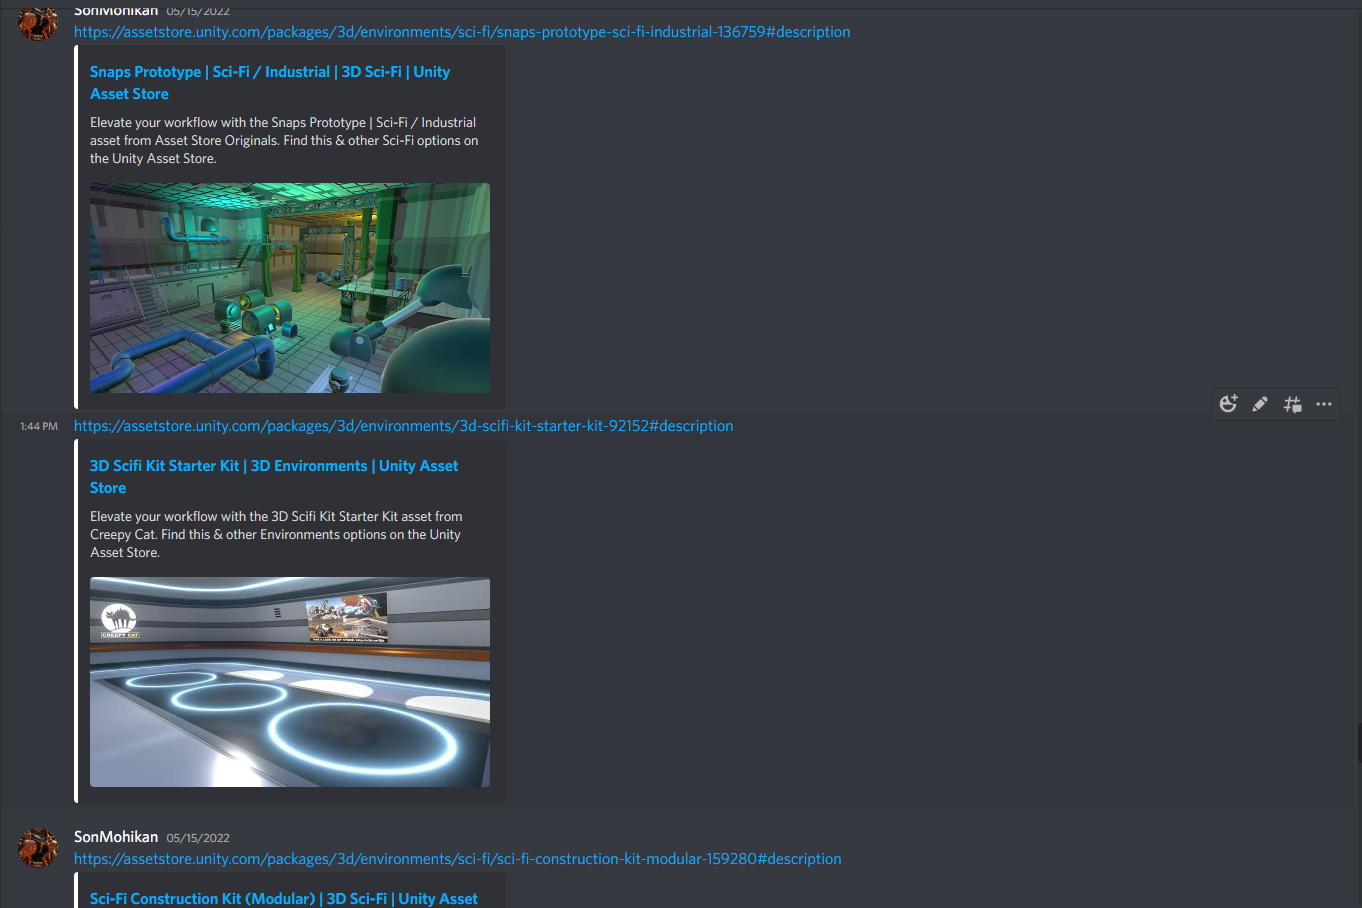 SonMohikan 05/15/2022
https://assetstore.unity.com/packages/3d/environments/sci-fi/snaps-prototype-sci-fi-industrial-136759#description
Snaps Prototype | Sci-Fi / Industrial | 3D Sci-Fi | Unity
Asset Store
Elevate your workflow with the Snaps Prototype | Sci-Fi / Industrial
asset from Asset Store Originals. Find this & other Sci-Fi options on
the Unity Asset Store.
1:44 PM https://assetstore.unity.com/packages/3d/environments/3d-scifi-kit-starter-kit-92152#description
3D Scifi Kit Starter Kit | 3D Environments | Unity Asset
Store
Elevate your workflow with the 3D Scifi Kit Starter Kit asset from
Creepy Cat. Find this & other Environments options on the Unity
Asset Store.
CREEPY CAT
SonMohikan 05/15/2022
https://assetstore.unity.com/packages/3d/environments/sci-fi/sci-fi-construction-kit-modular-159280#description
Sci-Fi Construction Kit (Modular) | 3D Sci-Fi | Unity Asset